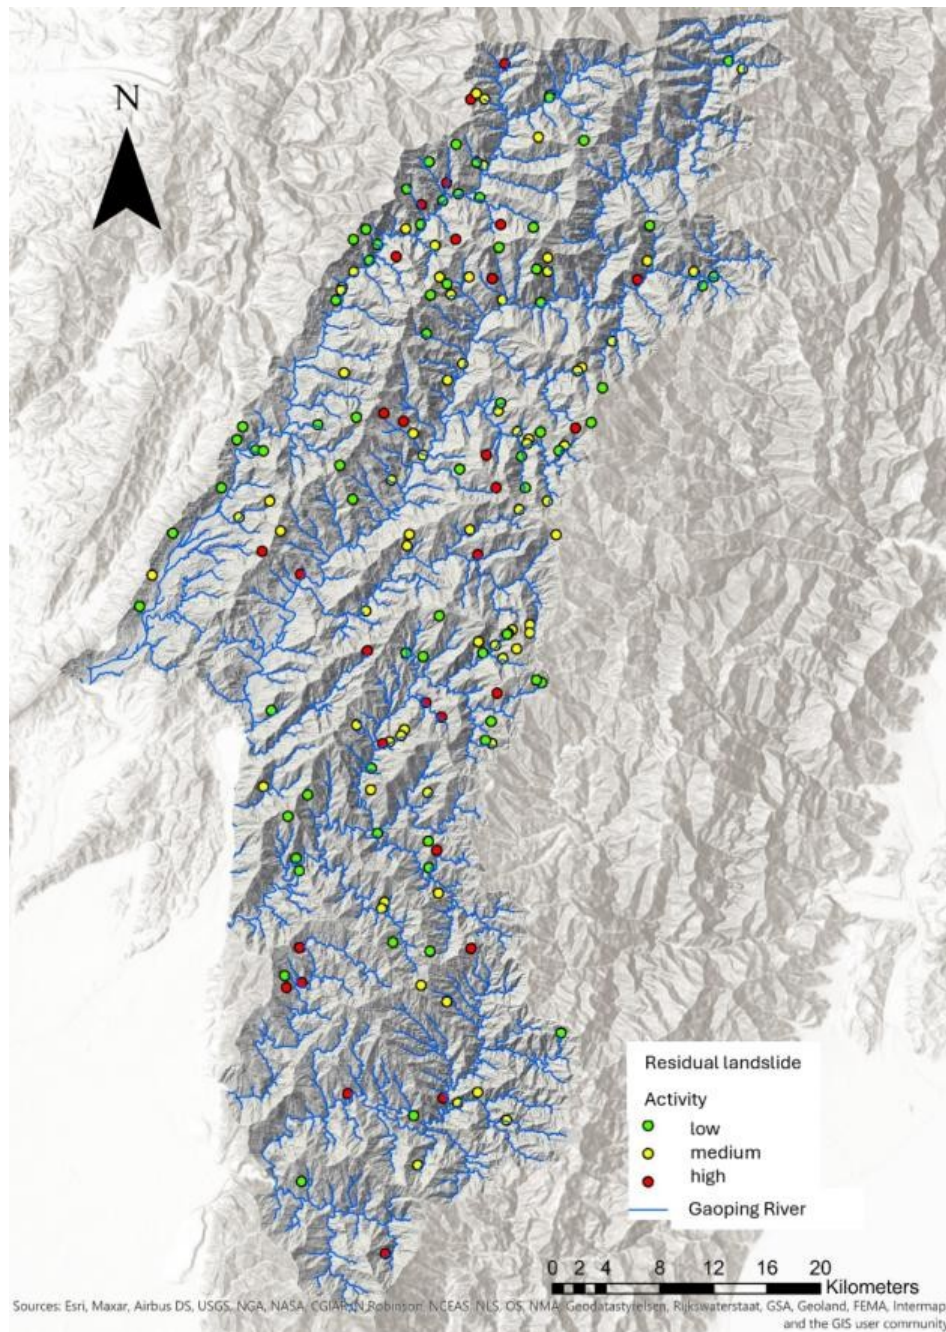 N
Residual landslide
Activity
low
medium
high
Gaoping River
0 2 4 8 12 16 20
Kilometers
Sources: Esri, Maxar, Airbus DS, USGS, NGA, NASA, CGIAR, N Robinson, NCEAS, NLS, OS, NMA, Geodatastyrelsen, Rijkswaterstaat, GSA, Geoland, FEMA, Intermap
and the GIS user community